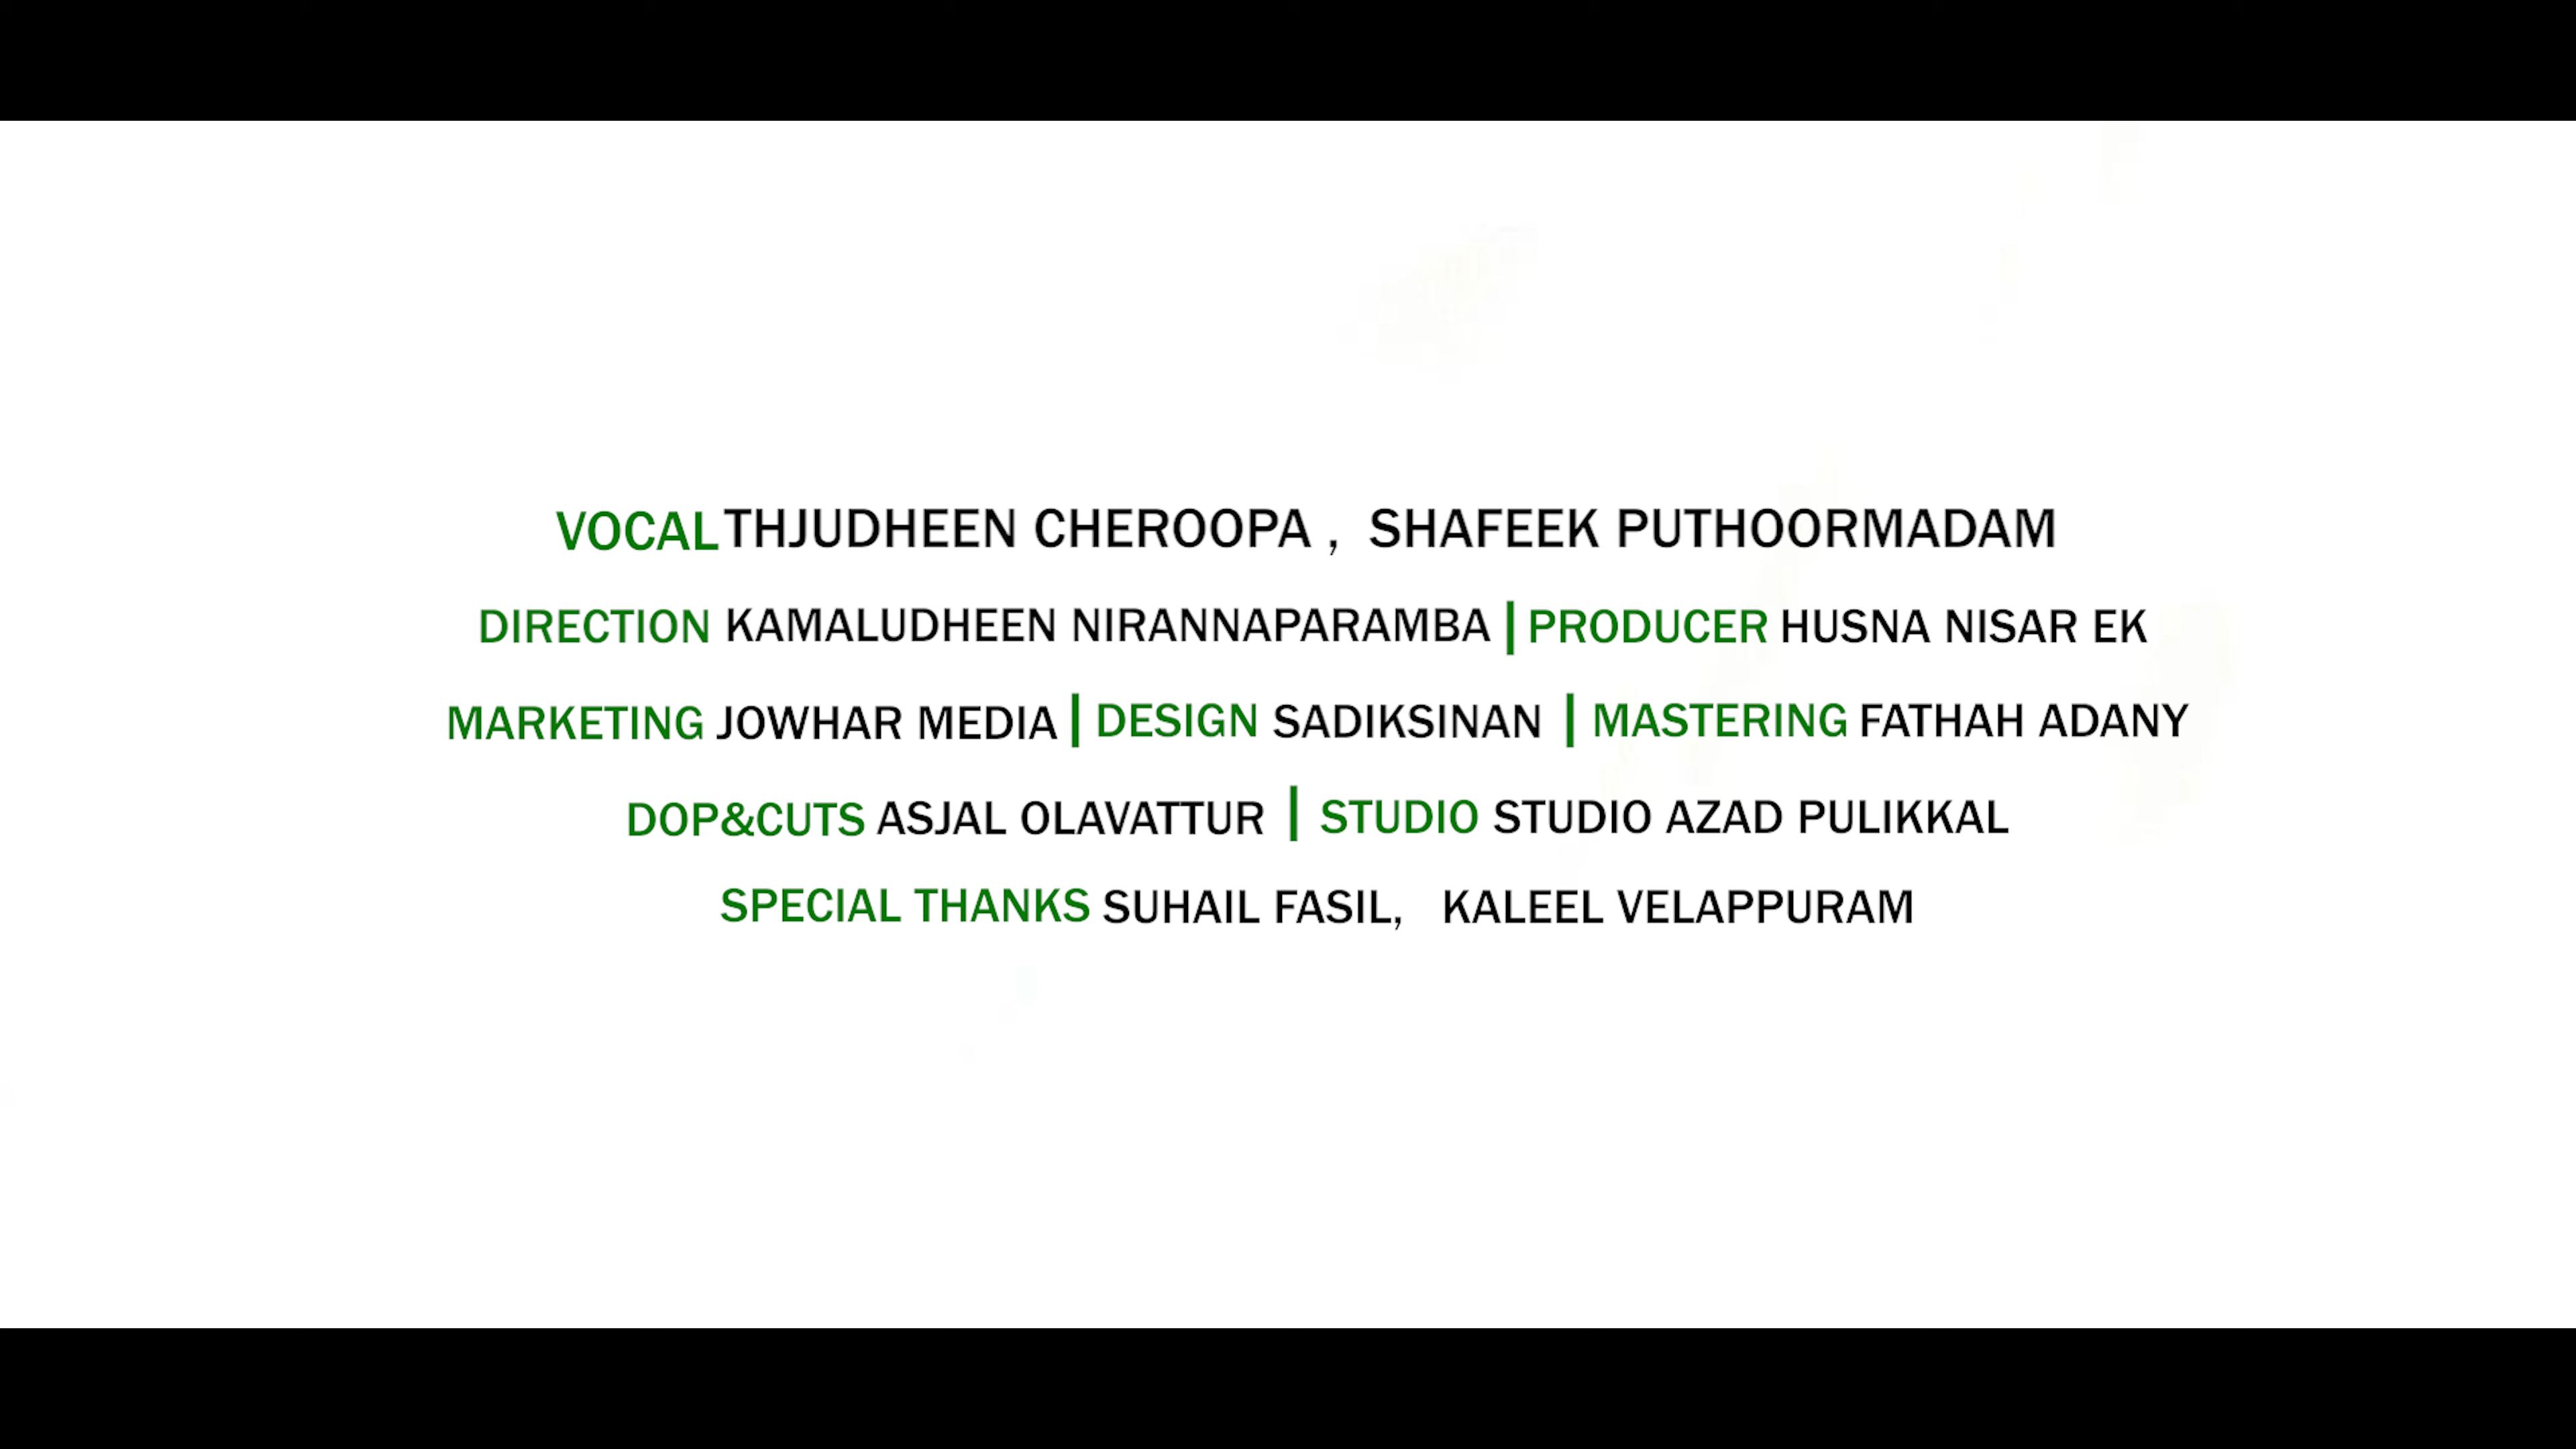 VOCAL THJUDHEEN CHEROOPA , SHAFEEK PUTHOORMADAM
DIRECTION KAMALUDHEEN NIRANNAPARAMBA | PRODUCER HUSNA NISAR EK
MARKETING JOWHAR MEDIA | DESIGN SADIKSINAN | MASTERING FATHAH ADANY
DOP&CUTS ASJAL OLAVATTUR | STUDIO STUDIO AZAD PULIKKAL
SPECIAL THANKS SUHAIL FASIL, KALEEL VELAPPURAM